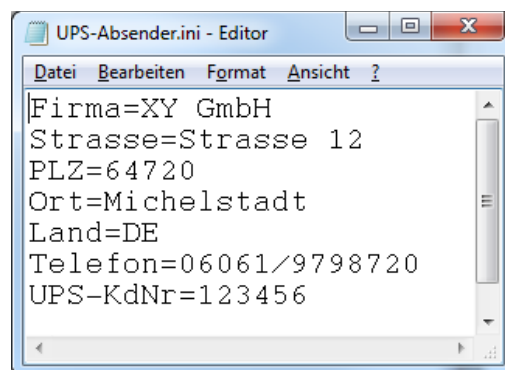 UPS-Absender.ini - Editor
Datei Bearbeiten Format Ansicht ?
Firma=XY GmbH
Strasse=Strasse 12
PLZ=64720
Ort=Michelstadt
Land=DE
Telefon=06061/9798720
UPS-KdNr=123456